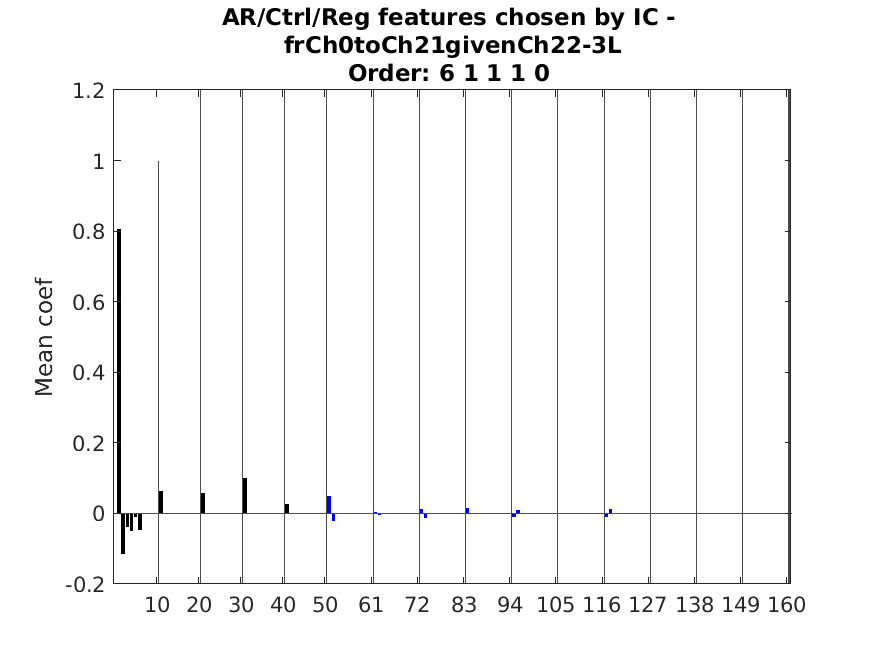 AR/Ctrl/Reg features chosen by IC -
frCh0toCh21givenCh22-3L
Order: 6 1 1 1 0
1.2
1
0.8
0.6
0.4
0.2
0
-0.2
Mean coef
10 20 30 40 50 61 72 83 94 105 116 127 138 149 160